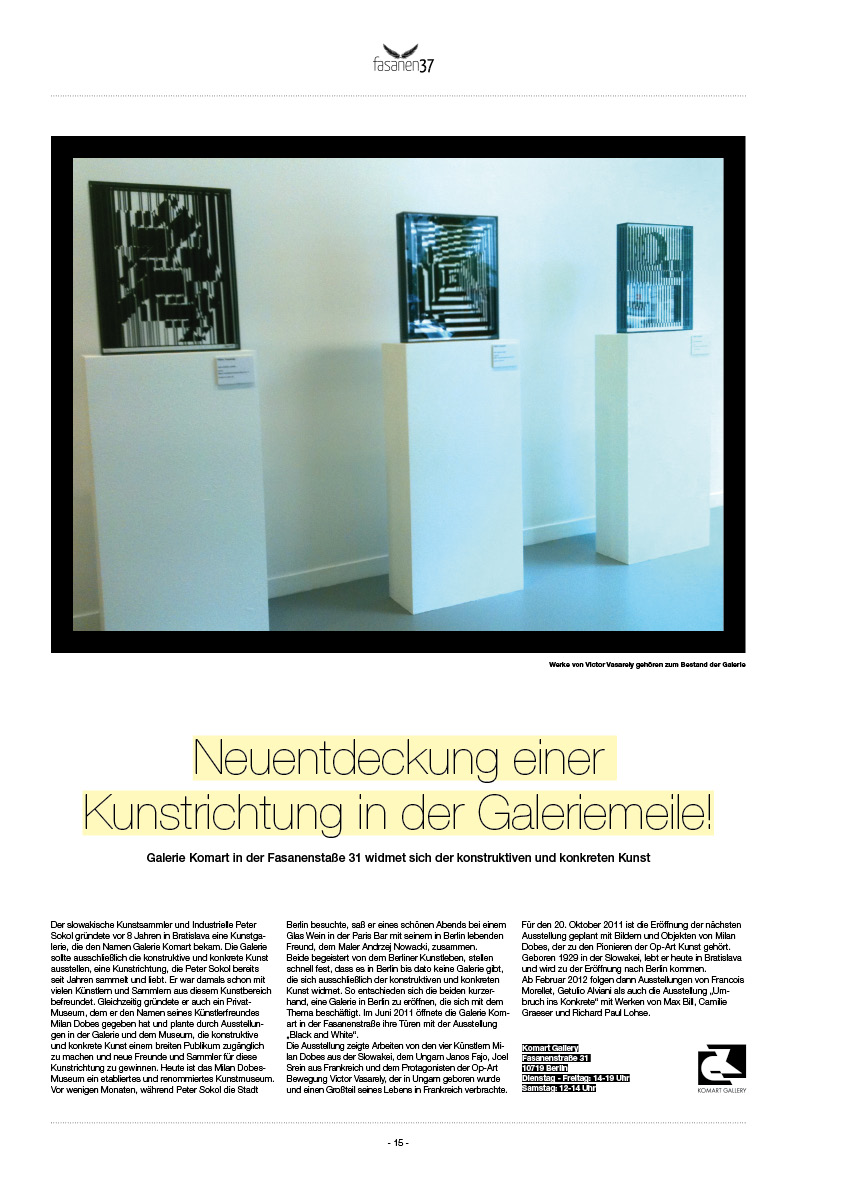 fasanen37
Werke von Victor Vasarely gehören zum Bestand der Galerie
Neuentdeckung einer
Kunstrichtung in der Galeriemeile!
Galerie Komart in der Fasanenstaße 31 widmet sich der konstruktiven und konkreten Kunst
Der slowakische Kunstsammler und Industrielle Peter
Sokol gründete vor 8 Jahren in Bratislava eine Kunstga-
lerie, die den Namen Galerie Komart bekam. Die Galerie
sollte ausschließlich die konstruktive und konkrete Kunst
ausstellen, eine Kunstrichtung, die Peter Sokol bereits
seit Jahren sammelt und liebt. Er war damals schon mit
vielen Künstlern und Sammlern aus diesem Kunstbereich
befreundet. Gleichzeitig gründete er auch ein Privat-
Museum, dem er den Namen seines Künstlerfreundes
Milan Dobes gegeben hat und plante durch Ausstellun-
gen in der Galerie und dem Museum, die konstruktive
und konkrete Kunst einem breiten Publikum zugänglich
zu machen und neue Freunde und Sammler für diese
Kunstrichtung zu gewinnen. Heute ist das Milan Dobes-
Museum ein etabliertes und renommiertes Kunstmuseum.
Vor wenigen Monaten, während Peter Sokol die Stadt
Berlin besuchte, saß er eines schönen Abends bei einem
Glas Wein in der Paris Bar mit seinem in Berlin lebenden
Freund, dem Maler Andrzej Nowacki, zusammen.
Beide begeistert von dem Berliner Kunstleben, stellen
schnell fest, dass es in Berlin bis dato keine Galerie gibt,
die sich ausschließlich der konstruktiven und konkreten
Kunst widmet. So entschieden sich die beiden kurzer-
hand, eine Galerie in Berlin zu eröffnen, die sich mit dem
Thema beschäftigt. Im Juni 2011 öffnete die Galerie Kom-
art in der Fasanenstraße ihre Türen mit der Ausstellung
„Black and White“.
Die Ausstellung zeigte Arbeiten von den vier Künstlern Mi-
lan Dobes aus der Slowakei, dem Ungarn Janos Fajo, Joel
Srein aus Frankreich und dem Protagonisten der Op-Art
Bewegung Victor Vasarely, der in Ungarn geboren wurde
und einen Großteil seines Lebens in Frankreich verbrachte.
Für den 20. Oktober 2011 ist die Eröffnung der nächsten
Ausstellung geplant mit Bildern und Objekten von Milan
Dobes, der zu den Pionieren der Op-Art Kunst gehört.
Geboren 1929 in der Slowakei, lebt er heute in Bratislava
und wird zu der Eröffnung nach Berlin kommen.
Ab Februar 2012 folgen dann Ausstellungen von Francois
Morellet, Getulio Alviani als auch die Ausstellung „Um-
bruch ins Konkrete“ mit Werken von Max Bill, Camille
Graeser und Richard Paul Lohse.
Komart Gallery
Fasanenstraße 31
10719 Berlin
Dienstag - Freitag: 14-19 Uhr
Samstag: 12-14 Uhr
KOMART GALLERY
- 15 -